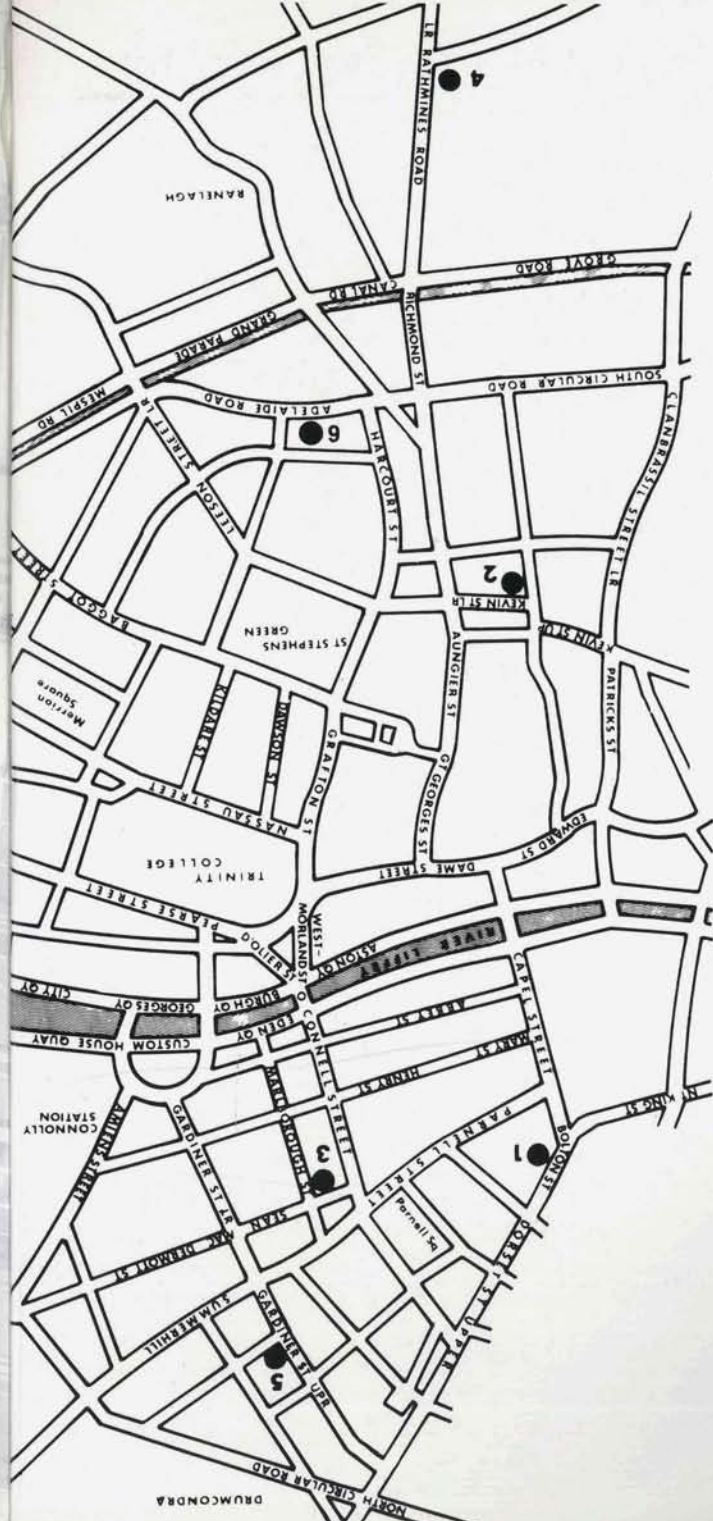 DRUMCONDRA
NORTH CIRCULAR ROAD
5
GARDINER ST UPR
SUMMERHILL
DORSET ST UPPER
Parnell Sq
SEAN
MAC DERMOTT ST
3
1
BOLTON ST
PARNELL STREET
NT KING ST
AMIENS STREET
CONNOLLY
STATION
GARDINER ST LR
MARLBOROUGH ST
O CONNELL STREET
HENRY ST
MARY ST
CAPEL STREET
ABBEY ST
CUSTOM HOUSE QUAY
EDEN QY
RIVER LIFFEY
CITY QY
GEORGES QY
BURGH QY
ASTON QY
D'OLIER ST
WEST-
MORLAND ST
PEARSE STREET
TRINITY
COLLEGE
DAME STREET
EDWARD ST
NASSAU STREET
GRAFTON ST
GT GEORGES ST
PATRICKS ST
Merrion
Square
KILDARE ST
DAWSON ST
AUNGIER ST
BAGGOT
STREET
ST STEPHENS
GREEN
KEVIN ST UP
KEVIN ST LR
2
CLANBRASSIL STREET LR
LEESON STREET LR
HARCOURT ST
6
ADELAIDE ROAD
SOUTH CIRCULAR ROAD
MESPIL RD
GRAND PARADE
CANAL RD
RICHMOND ST
GROVE ROAD
RANELAGH
LR RATHMINES ROAD
4